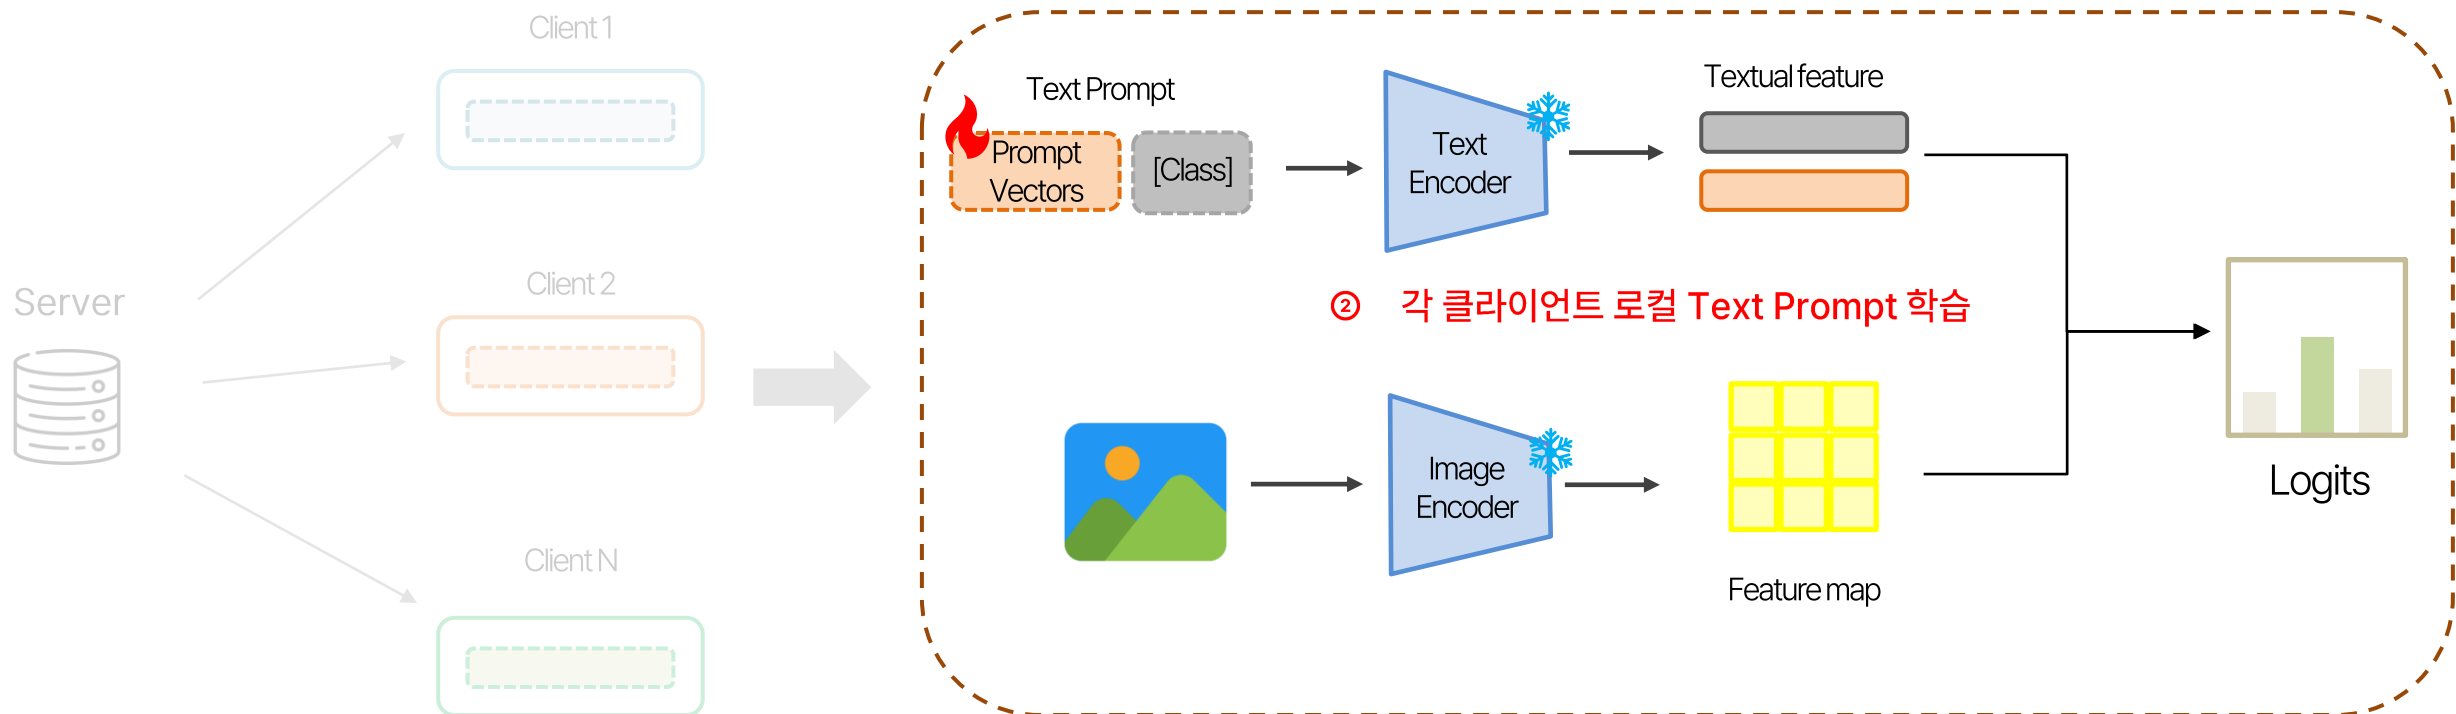 Client 1
Server
Client 2
Client N
Text Prompt
Prompt
Vectors
[Class]
Text
Encoder
Textual feature
② 각 클라이언트 로컬 Text Prompt 학습
Image
Encoder
Feature map
Logits